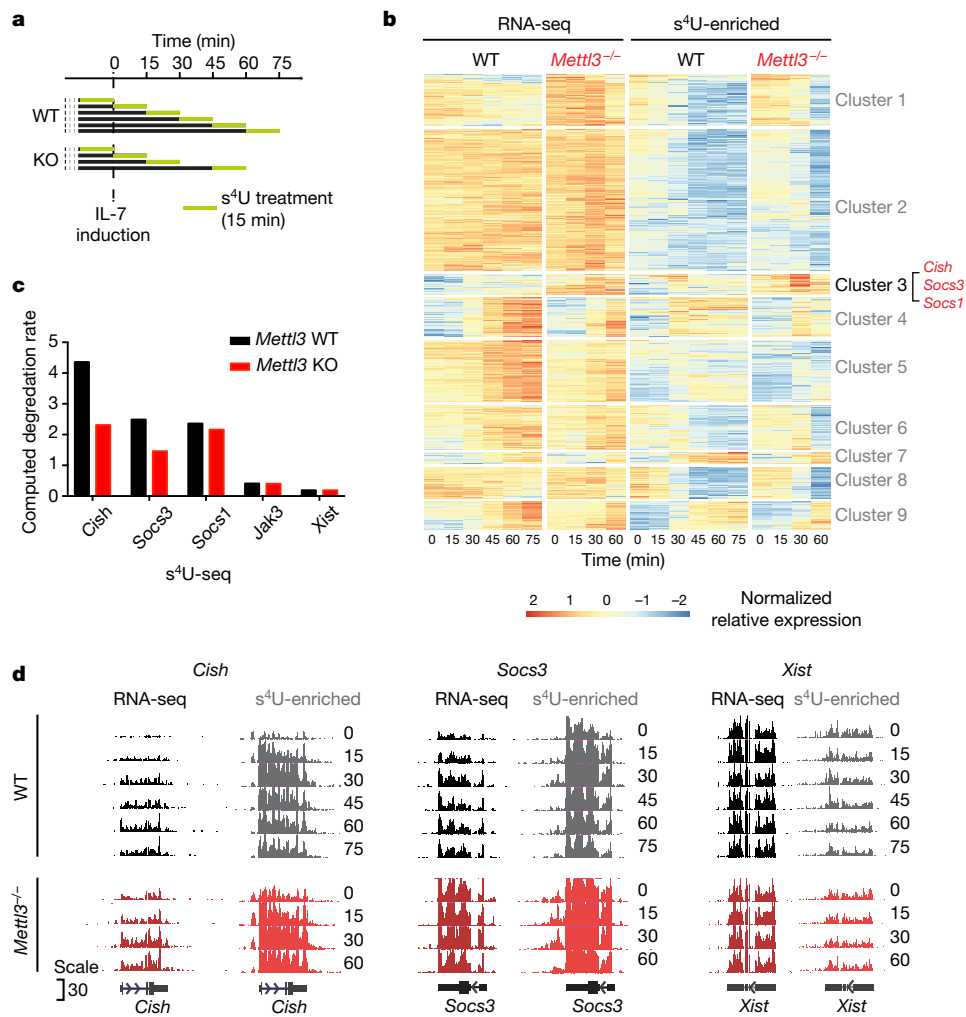 a
Time (min)
0 15 30 45 60 75
WT
KO
IL-7
induction
s⁴U treatment
(15 min)
b
RNA-seq s⁴U-enriched
WT Mettl3⁻/⁻ WT Mettl3⁻/⁻
Cluster 1
Cluster 2
Cluster 3
Cish
Socs3
Socs1
Cluster 4
Cluster 5
Cluster 6
Cluster 7
Cluster 8
Cluster 9
0 15 30 45 60 75 0 15 30 60 0 15 30 45 60 75 0 15 30 60
Time (min)
2 1 0 –1 –2
Normalized
relative expression
c
Computed degredation rate
5
4
3
2
1
0
Mettl3 WT
Mettl3 KO
Cish Socs3 Socs1 Jak3 Xist
s⁴U-seq
d
Cish Socs3 Xist
RNA-seq s⁴U-enriched RNA-seq s⁴U-enriched RNA-seq s⁴U-enriched
WT
0 0 0
15 15 15
30 30 30
45 45 45
60 60 60
75 75 75
Mettl3⁻/⁻
0 0 0
15 15 15
30 30 30
60 60 60
Scale
30
Cish Cish Socs3 Socs3 Xist Xist